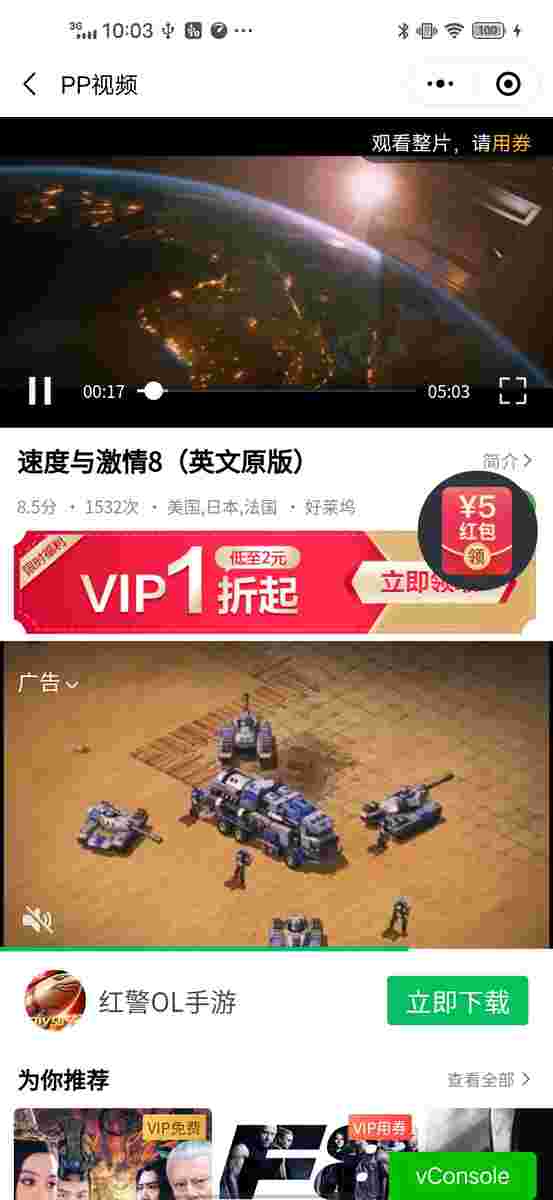 3G 10:03 100
PP视频
观看整片，请用券
00:17 05:03
速度与激情8（英文原版）
简介
8.5分 · 1532次 · 美国,日本,法国 · 好莱坞
¥5
红包
领
限时福利
低至2元
VIP1折起
立即领
广告
红警OL手游
立即下载
为你推荐
查看全部
VIP免费
VIP用券
F8
vConsole